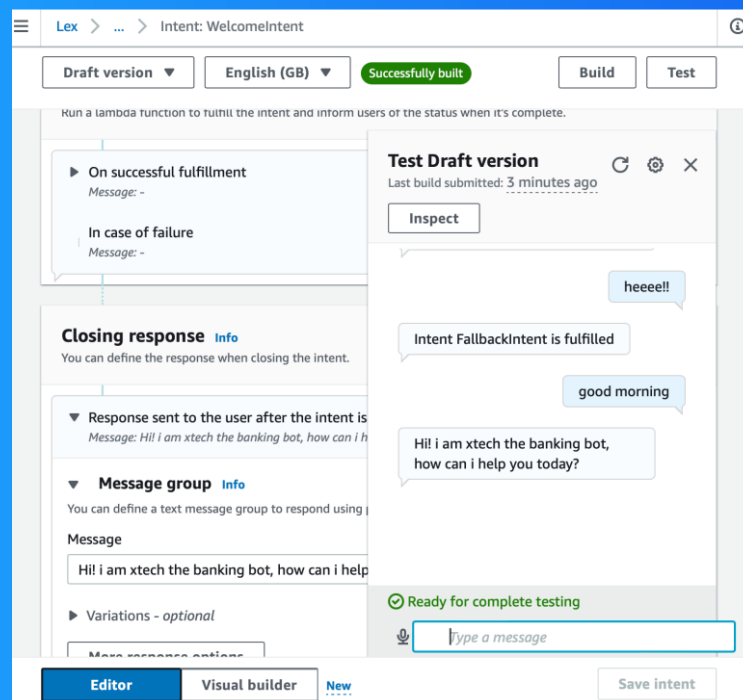 Lex > ... > Intent: WelcomeIntent
Draft version ▼ English (GB) ▼ Successfully built Build Test
Run a lambda function to fulfill the intent and inform users of the status when it's complete.
▶ On successful fulfillment
Message: -
In case of failure
Message: -
Closing response Info
You can define the response when closing the intent.
▼ Response sent to the user after the intent is
Message: Hi! i am xtech the banking bot, how can i h
▼ Message group Info
You can define a text message group to respond using
Message
Hi! i am xtech the banking bot, how can i help
▶ Variations - optional
More response options
Test Draft version
Last build submitted: 3 minutes ago
Inspect
heeee!!
Intent FallbackIntent is fulfilled
good morning
Hi! i am xtech the banking bot,
how can i help you today?
Ready for complete testing
Type a message
Editor Visual builder New Save intent